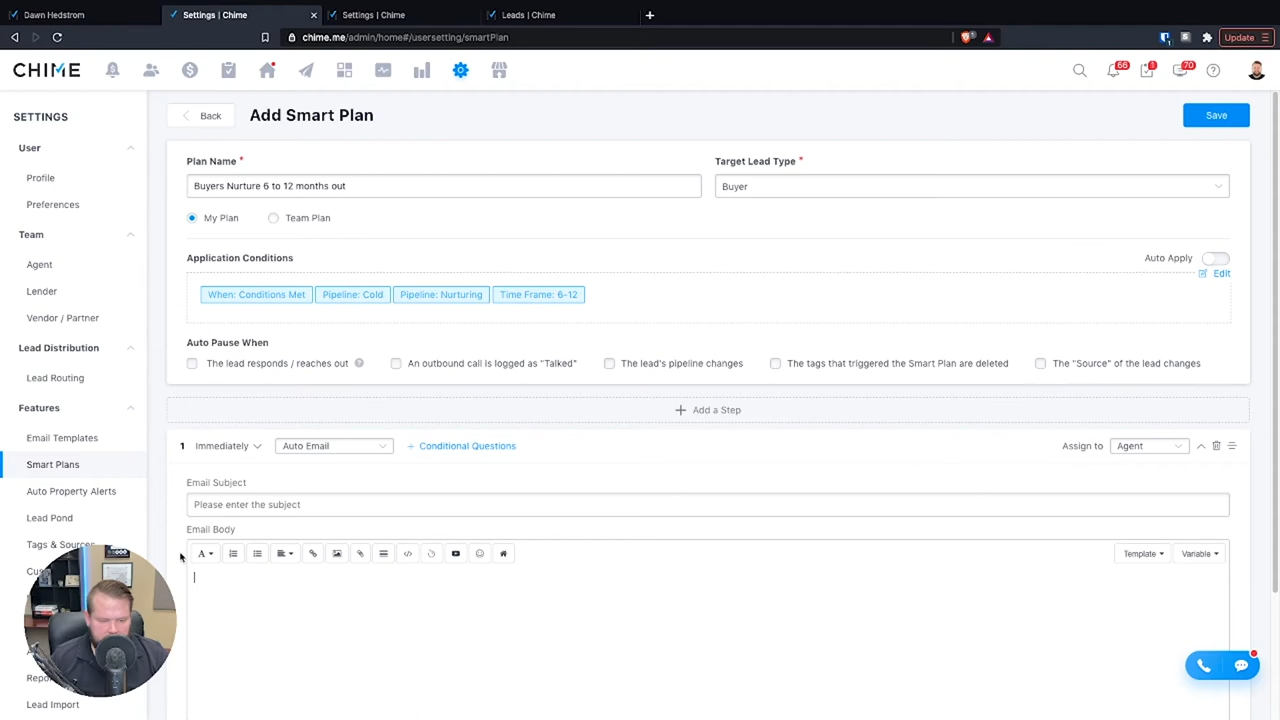 Dawn Hedstrom
Settings | Chime
Settings | Chime
Leads | Chime
chime.me/admin/home#/usersetting/smartPlan
Update
CHIME
66
1
70
SETTINGS
User
Profile
Preferences
Team
Agent
Lender
Vendor / Partner
Lead Distribution
Lead Routing
Features
Email Templates
Smart Plans
Auto Property Alerts
Lead Pond
Tags & Sources
Lead Import
Back
Add Smart Plan
Save
Plan Name *
Target Lead Type *
Buyers Nurture 6 to 12 months out
Buyer
My Plan
Team Plan
Application Conditions
Auto Apply
Edit
When: Conditions Met
Pipeline: Cold
Pipeline: Nurturing
Time Frame: 6-12
Auto Pause When
The lead responds / reaches out
An outbound call is logged as "Talked"
The lead's pipeline changes
The tags that triggered the Smart Plan are deleted
The "Source" of the lead changes
+ Add a Step
1 Immediately
Auto Email
+ Conditional Questions
Assign to
Agent
Email Subject
Please enter the subject
Email Body
Template
Variable